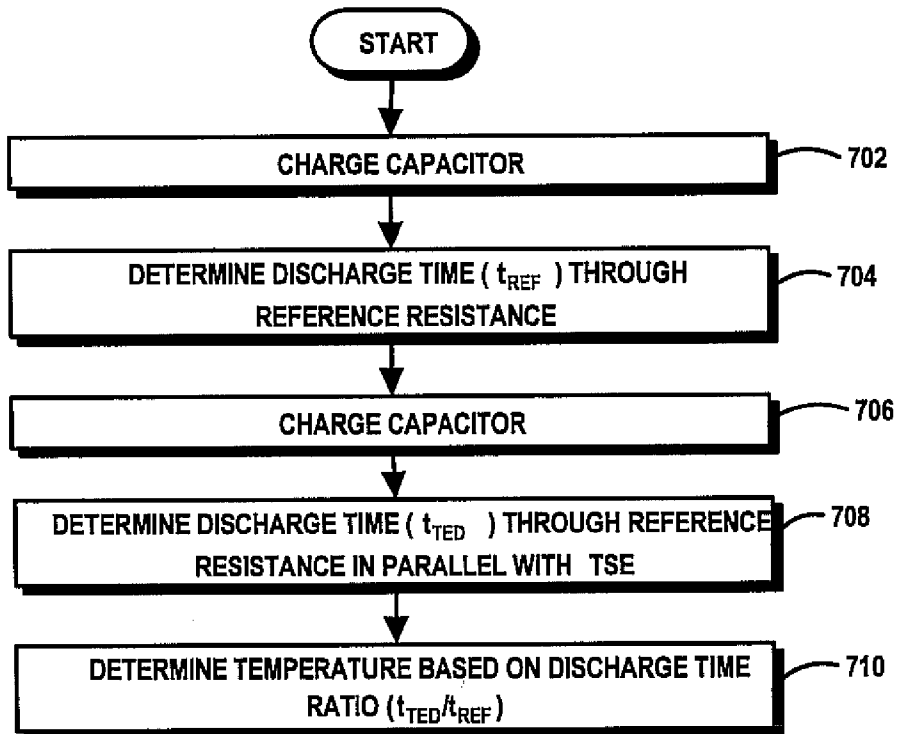 START
CHARGE CAPACITOR
702
DETERMINE DISCHARGE TIME ( tREF ) THROUGH
REFERENCE RESISTANCE
704
CHARGE CAPACITOR
706
DETERMINE DISCHARGE TIME ( tTED ) THROUGH REFERENCE
RESISTANCE IN PARALLEL WITH TSE
708
DETERMINE TEMPERATURE BASED ON DISCHARGE TIME
RATIO (tTED/tREF)
710